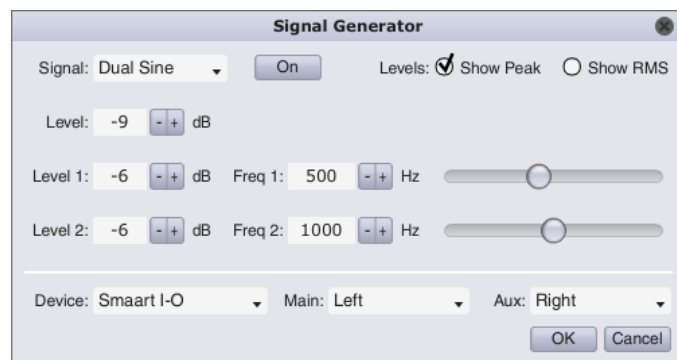 Signal Generator
Signal: Dual Sine On Levels: Show Peak Show RMS
Level: -9 - + dB
Level 1: -6 - + dB Freq 1: 500 - + Hz
Level 2: -6 - + dB Freq 2: 1000 - + Hz
Device: Smaart I-O Main: Left Aux: Right
OK Cancel